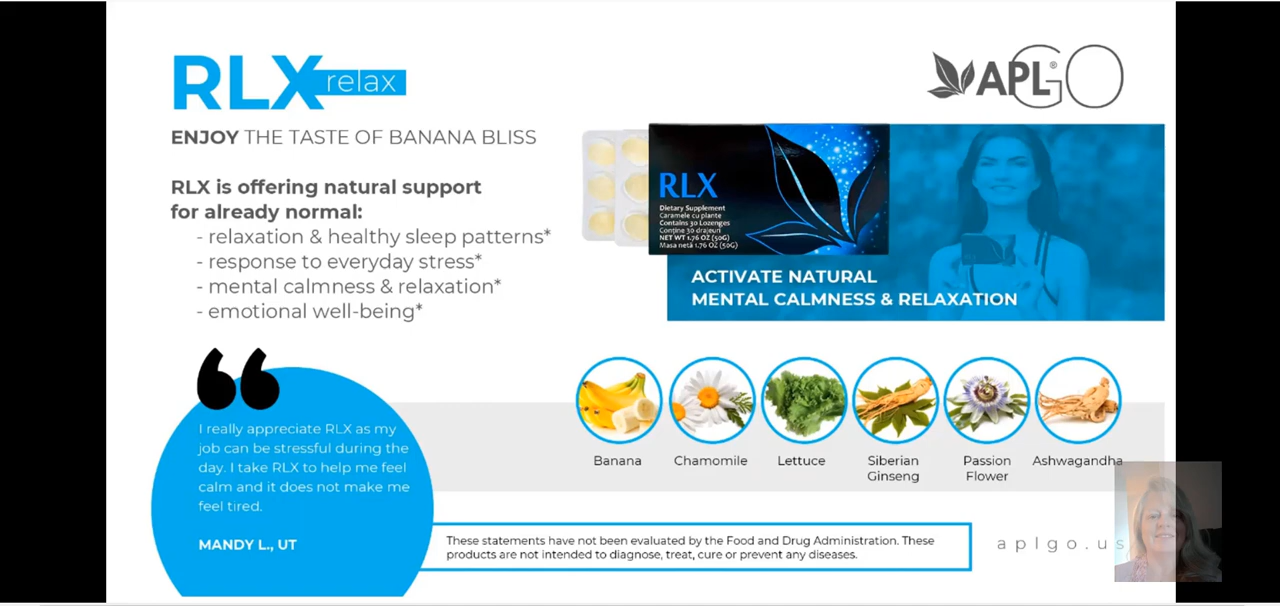 RLX relax
APL®GO
ENJOY THE TASTE OF BANANA BLISS
RLX is offering natural support
for already normal:
- relaxation & healthy sleep patterns*
- response to everyday stress*
- mental calmness & relaxation*
- emotional well-being*
RLX
Dietary Supplement
Caramele cu plante
Contains 30 Lozenges
Conține 30 drajeuri
NET WT 1.76 OZ (50G)
Masa netă 1.76 OZ (50G)
ACTIVATE NATURAL
MENTAL CALMNESS & RELAXATION
I really appreciate RLX as my
job can be stressful during the
day. I take RLX to help me feel
calm and it does not make me
feel tired.
MANDY L., UT
Banana
Chamomile
Lettuce
Siberian
Ginseng
Passion
Flower
Ashwagandha
These statements have not been evaluated by the Food and Drug Administration. These
products are not intended to diagnose, treat, cure or prevent any diseases.
aplgo.us